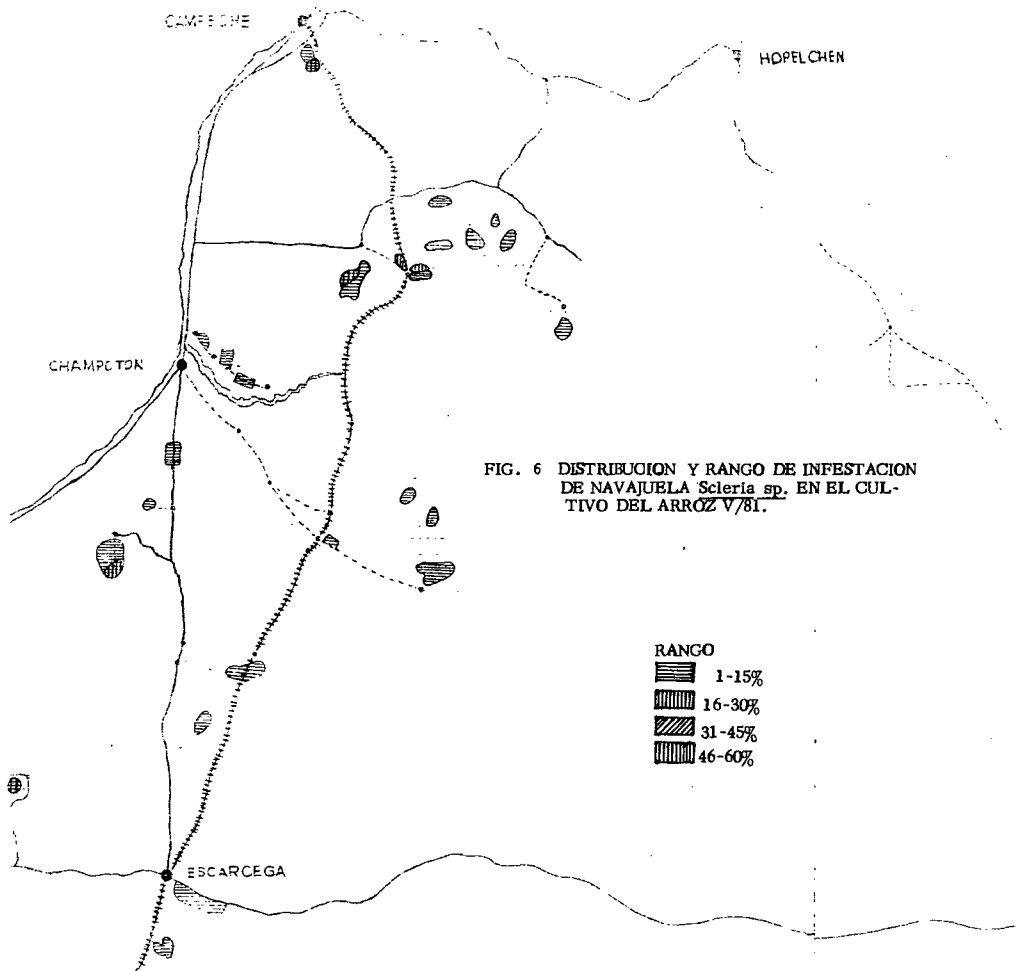 CAMPECHE
HOPELCHEN
CHAMPOTON
FIG. 6 DISTRIBUCION Y RANGO DE INFESTACION
DE NAVAJUELA Scleria sp. EN EL CUL-
TIVO DEL ARROZ V/81.
RANGO
1-15%
16-30%
31-45%
46-60%
ESCARCEGA